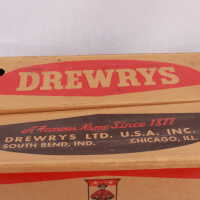 DREWRYS
A Famous Name Since 1877
DREWRYS LTD. U.S.A. INC.
SOUTH BEND, IND. CHICAGO, ILL.